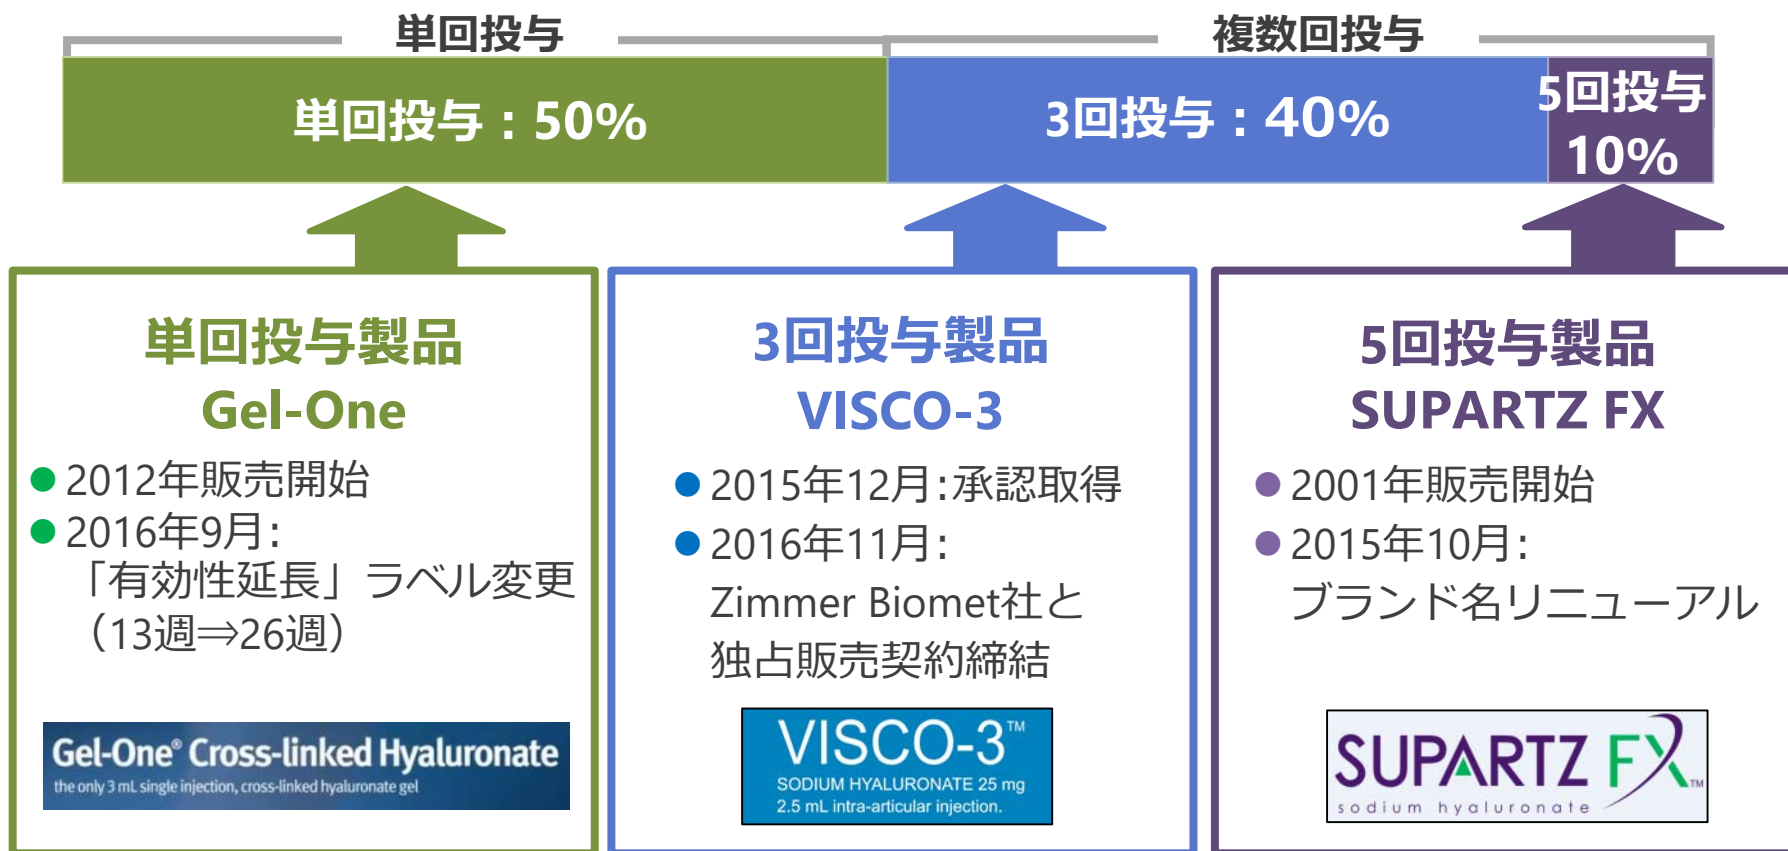 単回投与
複数回投与
単回投与：50%
3回投与：40%
5回投与
10%
単回投与製品
Gel-One
●2012年販売開始
●2016年9月：
「有効性延長」ラベル変更
（13週⇒26週）
Gel-One® Cross-linked Hyaluronate
the only 3 mL single injection, cross-linked hyaluronate gel
3回投与製品
VISCO-3
●2015年12月：承認取得
●2016年11月：
Zimmer Biomet社と
独占販売契約締結
VISCO-3™
SODIUM HYALURONATE 25 mg
2.5 mL intra-articular injection.
5回投与製品
SUPARTZ FX
●2001年販売開始
●2015年10月：
ブランド名リニューアル
SUPARTZ FX™
sodium hyaluronate